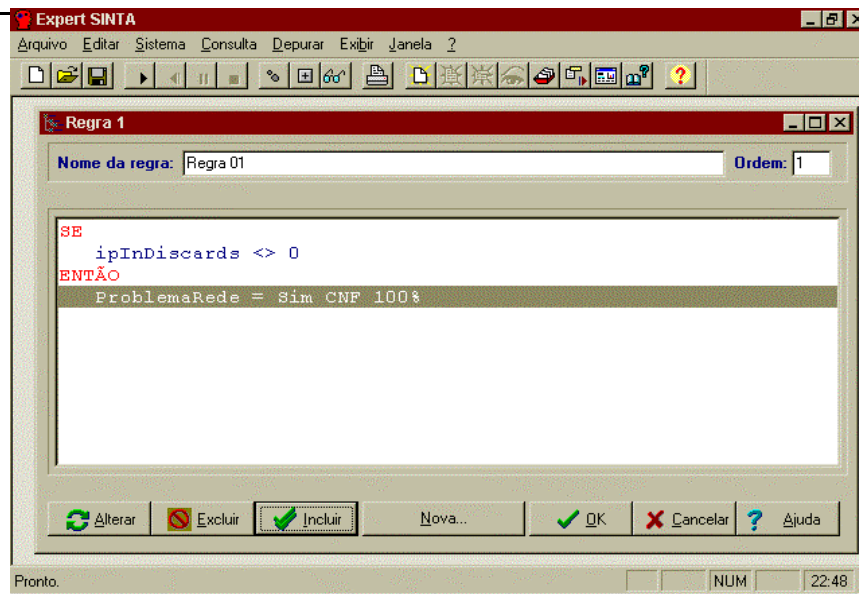 Expert SINTA
Arquivo Editar Sistema Consulta Depurar Exibir Janela ?
Regra 1
Nome da regra: Regra 01 Ordem: 1
SE
ipInDiscards <> 0
ENTÃO
ProblemaRede = Sim CNF 100%
Alterar Excluir Incluir Nova... OK Cancelar Ajuda
Pronto. NUM 22:48